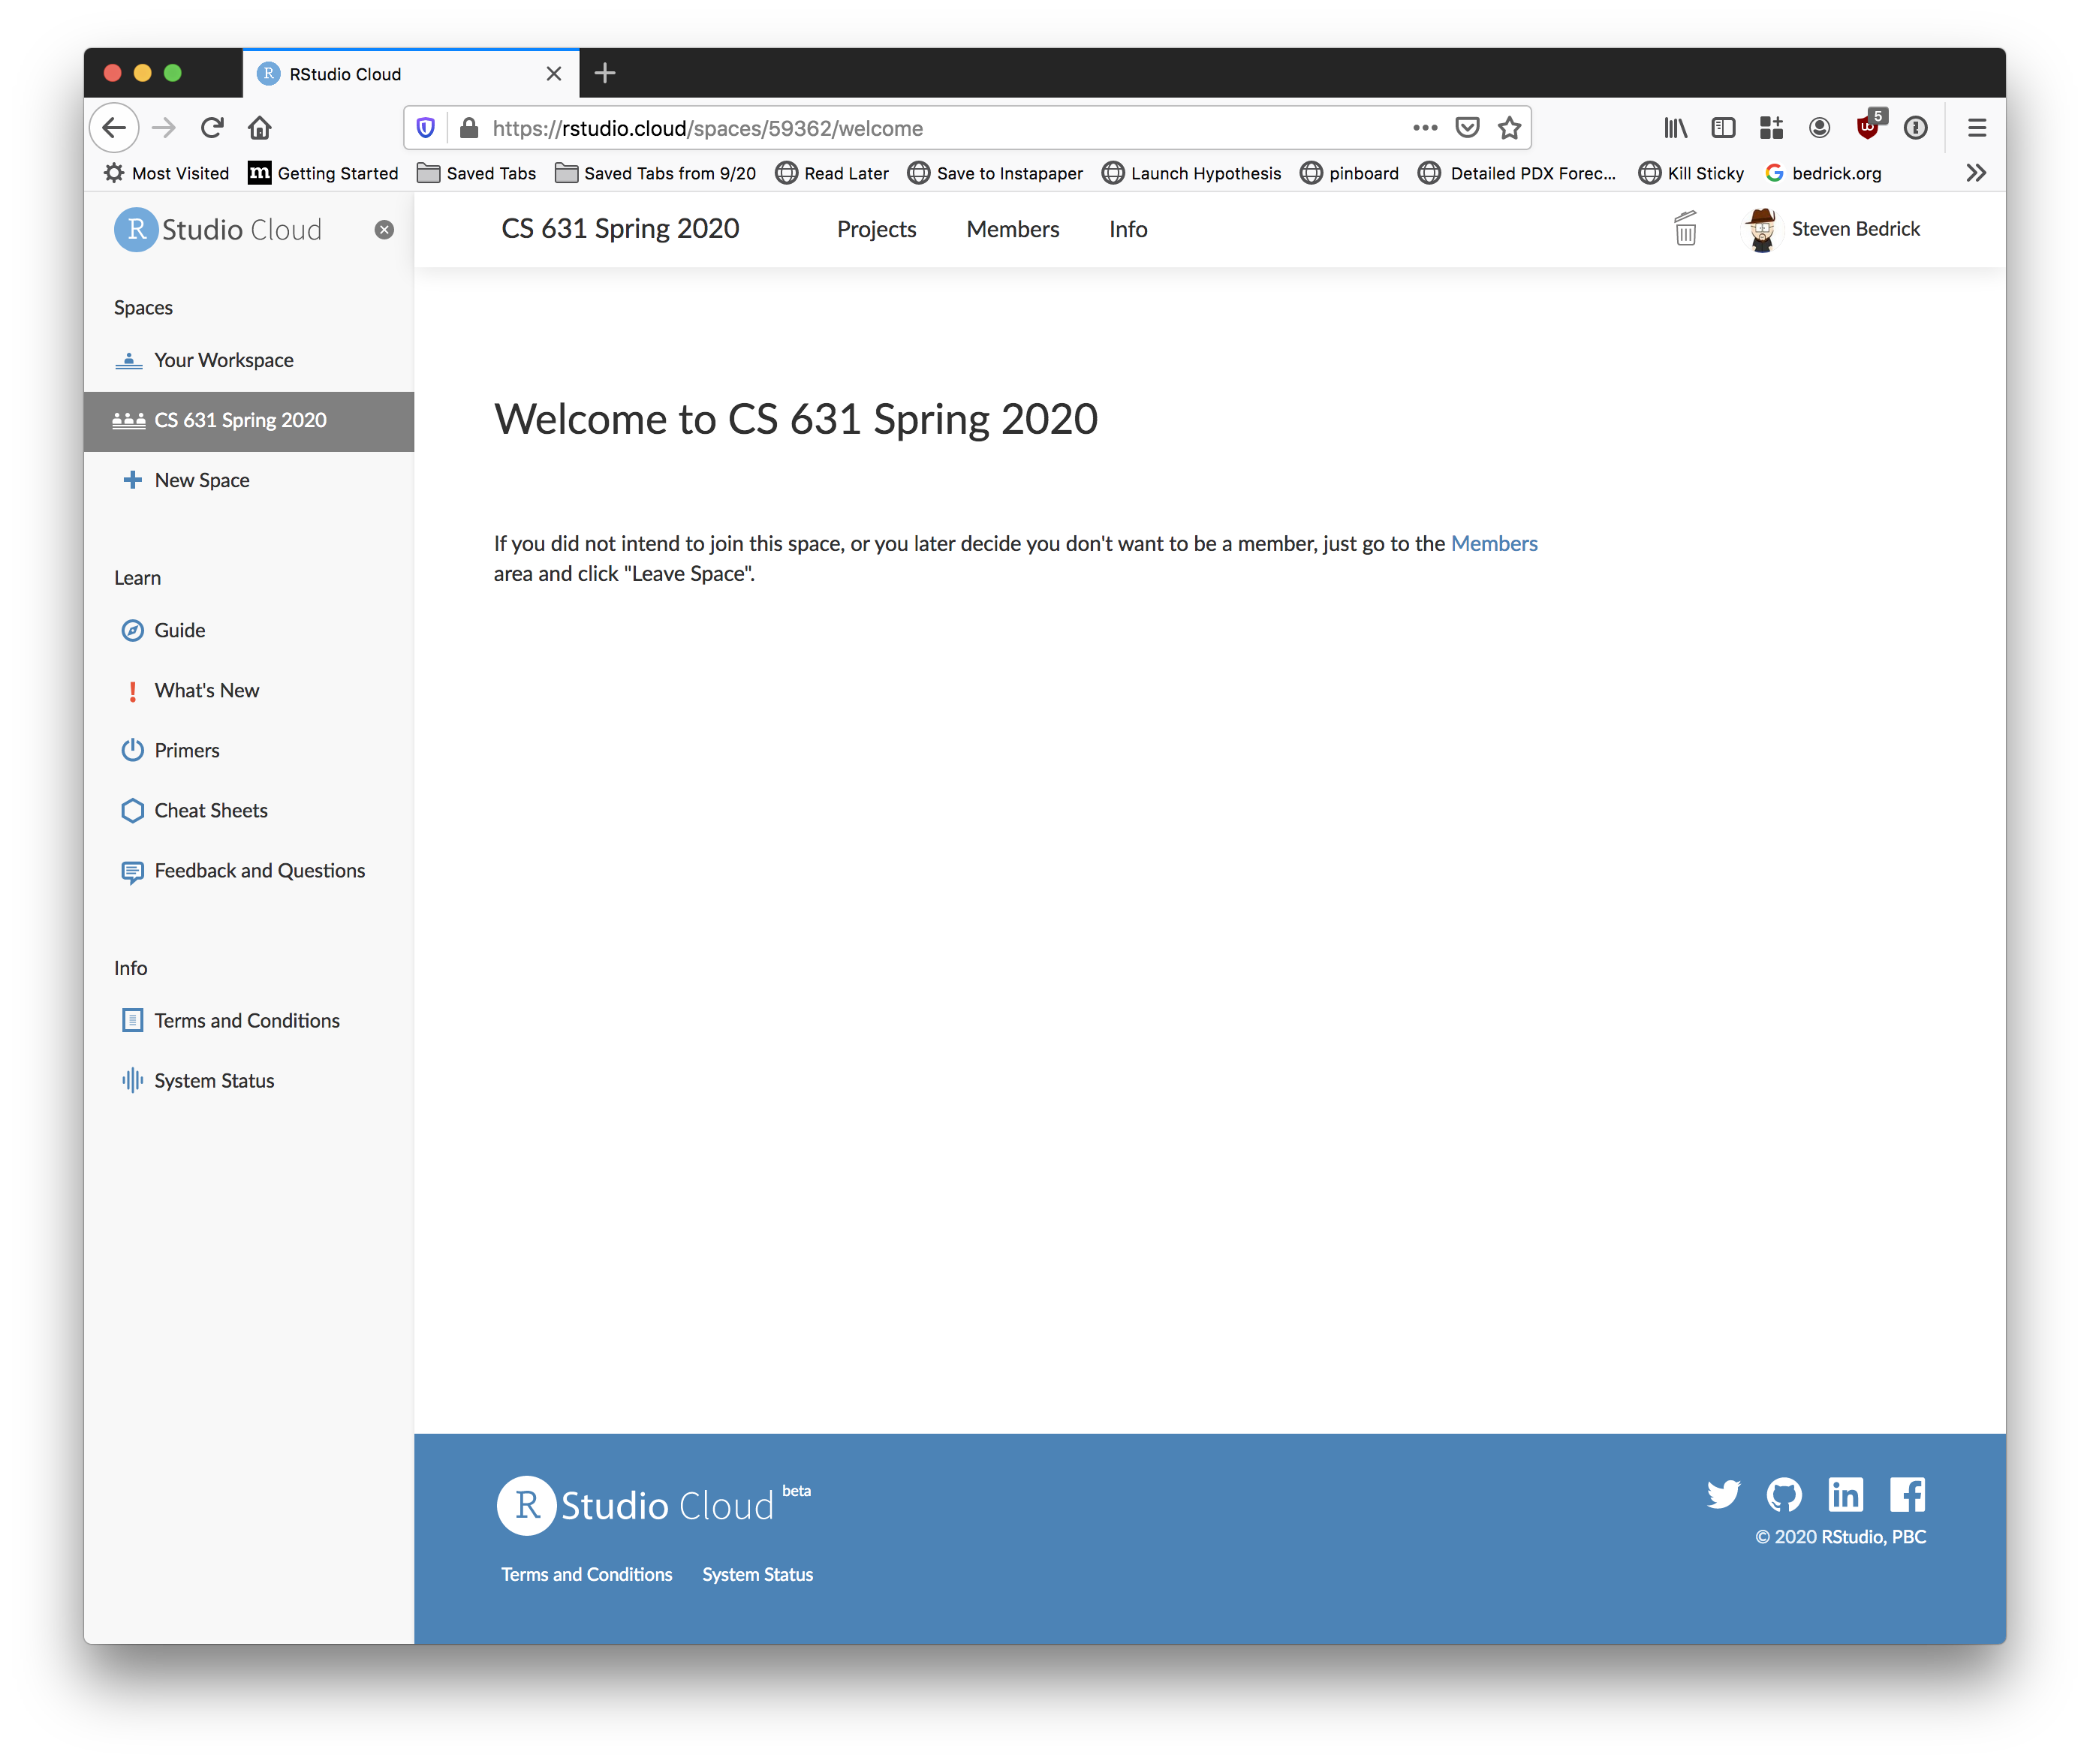 RStudio Cloud
https://rstudio.cloud/spaces/59362/welcome
5
Most Visited
m Getting Started
Saved Tabs
Saved Tabs from 9/20
Read Later
Save to Instapaper
Launch Hypothesis
pinboard
Detailed PDX Forec...
Kill Sticky
bedrick.org
R Studio Cloud
CS 631 Spring 2020
Projects
Members
Info
Steven Bedrick
Spaces
Your Workspace
CS 631 Spring 2020
New Space
Learn
Guide
What's New
Primers
Cheat Sheets
Feedback and Questions
Info
Terms and Conditions
System Status
Welcome to CS 631 Spring 2020
If you did not intend to join this space, or you later decide you don't want to be a member, just go to the Members
area and click "Leave Space".
R Studio Cloud beta
Terms and Conditions
System Status
© 2020 RStudio, PBC